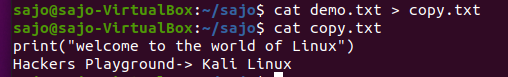 sajo@sajo-VirtualBox:~/sajo$ cat demo.txt > copy.txt
sajo@sajo-VirtualBox:~/sajo$ cat copy.txt
print("welcome to the world of Linux")
Hackers Playground-> Kali Linux